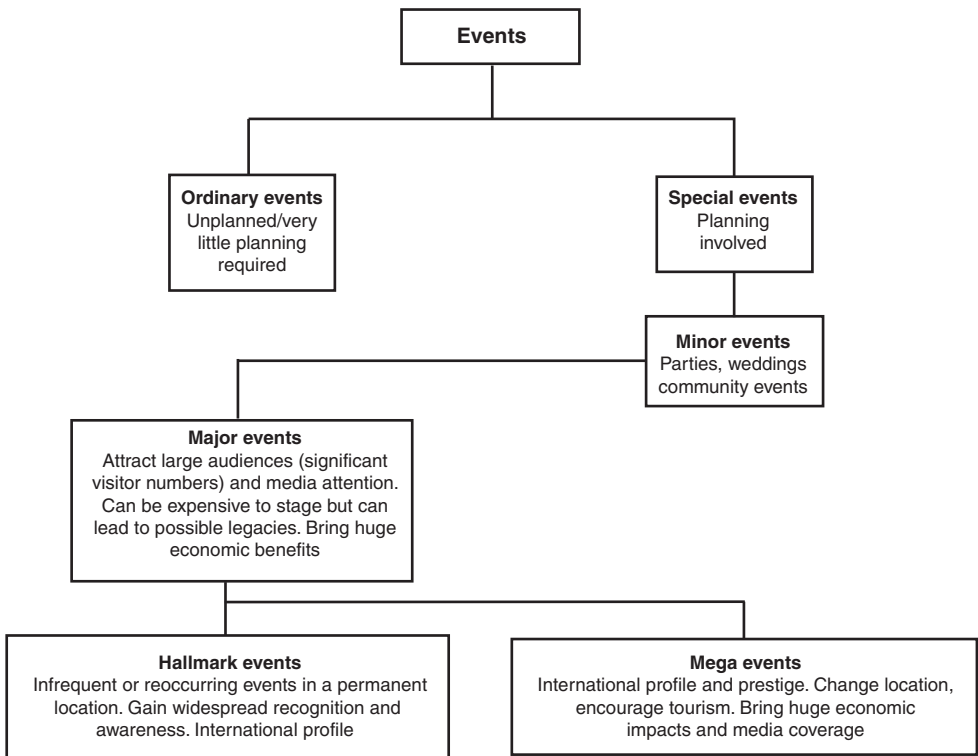 Events
Ordinary events
Unplanned/very
little planning
required
Special events
Planning
involved
Minor events
Parties, weddings
community events
Major events
Attract large audiences (significant
visitor numbers) and media attention.
Can be expensive to stage but can
lead to possible legacies. Bring huge
economic benefits
Hallmark events
Infrequent or reoccurring events in a permanent
location. Gain widespread recognition and
awareness. International profile
Mega events
International profile and prestige. Change location,
encourage tourism. Bring huge economic
impacts and media coverage